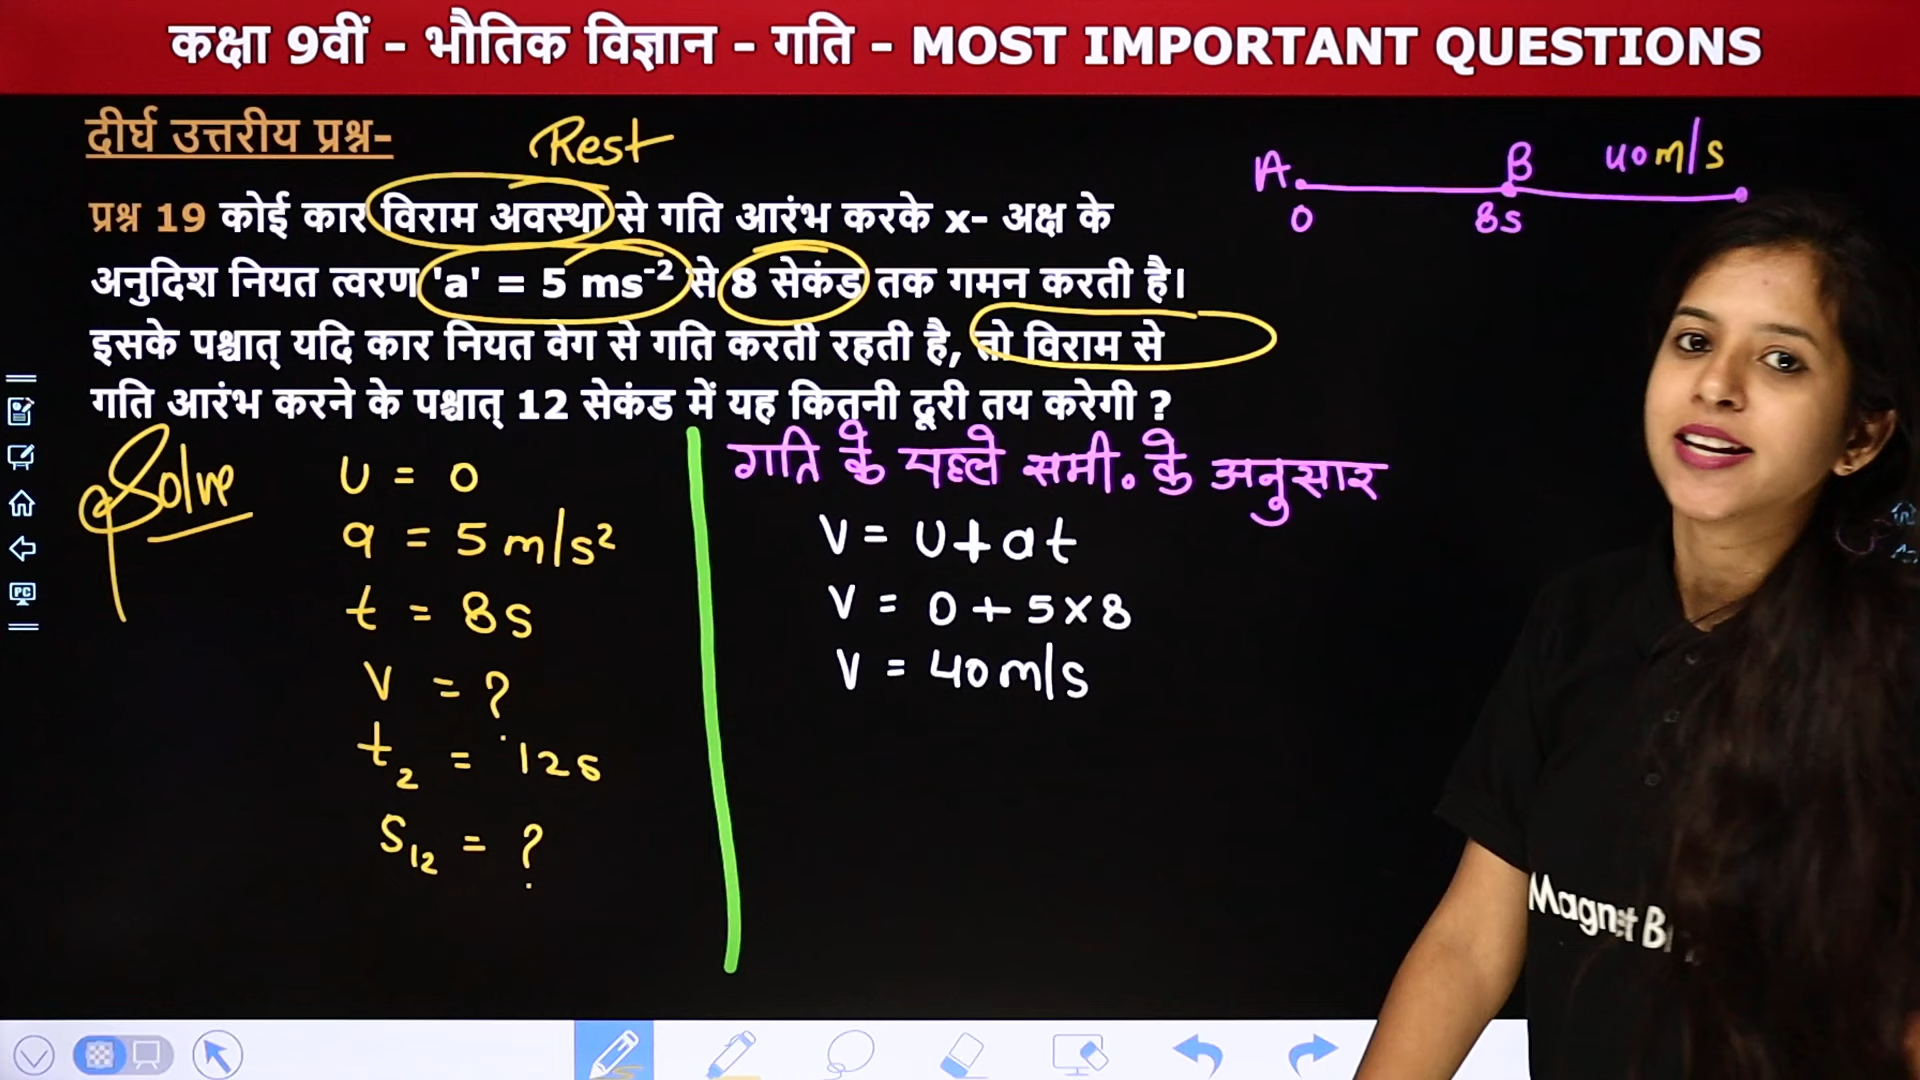 कक्षा 9वीं - भौतिक विज्ञान - गति - MOST IMPORTANT QUESTIONS
दीर्घ उत्तरीय प्रश्न-
Rest
A B 40m/s
0 8s
प्रश्न 19 कोई कार विराम अवस्था से गति आरंभ करके x- अक्ष के
अनुदिश नियत त्वरण 'a' = 5 ms⁻² से 8 सेकंड तक गमन करती है।
इसके पश्चात् यदि कार नियत वेग से गति करती रहती है, तो विराम से
गति आरंभ करने के पश्चात् 12 सेकंड में यह कितनी दूरी तय करेगी ?
Solve
u = 0
a = 5 m/s²
t = 8s
v = ?
t₂ = 12s
S₁₂ = ?
गति के पहले समी. के अनुसार
v = u + at
v = 0 + 5 x 8
v = 40 m/s
PC